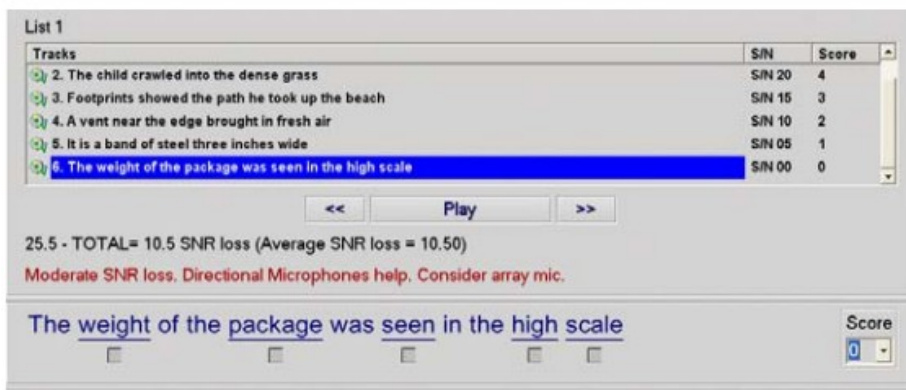 List 1
Tracks S/N Score
2. The child crawled into the dense grass S/N 20 4
3. Footprints showed the path he took up the beach S/N 15 3
4. A vent near the edge brought in fresh air S/N 10 2
5. It is a band of steel three inches wide S/N 05 1
6. The weight of the package was seen in the high scale S/N 00 0
<< Play >>
25.5 - TOTAL= 10.5 SNR loss (Average SNR loss = 10.50)
Moderate SNR loss. Directional Microphones help. Consider array mic.
The weight of the package was seen in the high scale
Score
0